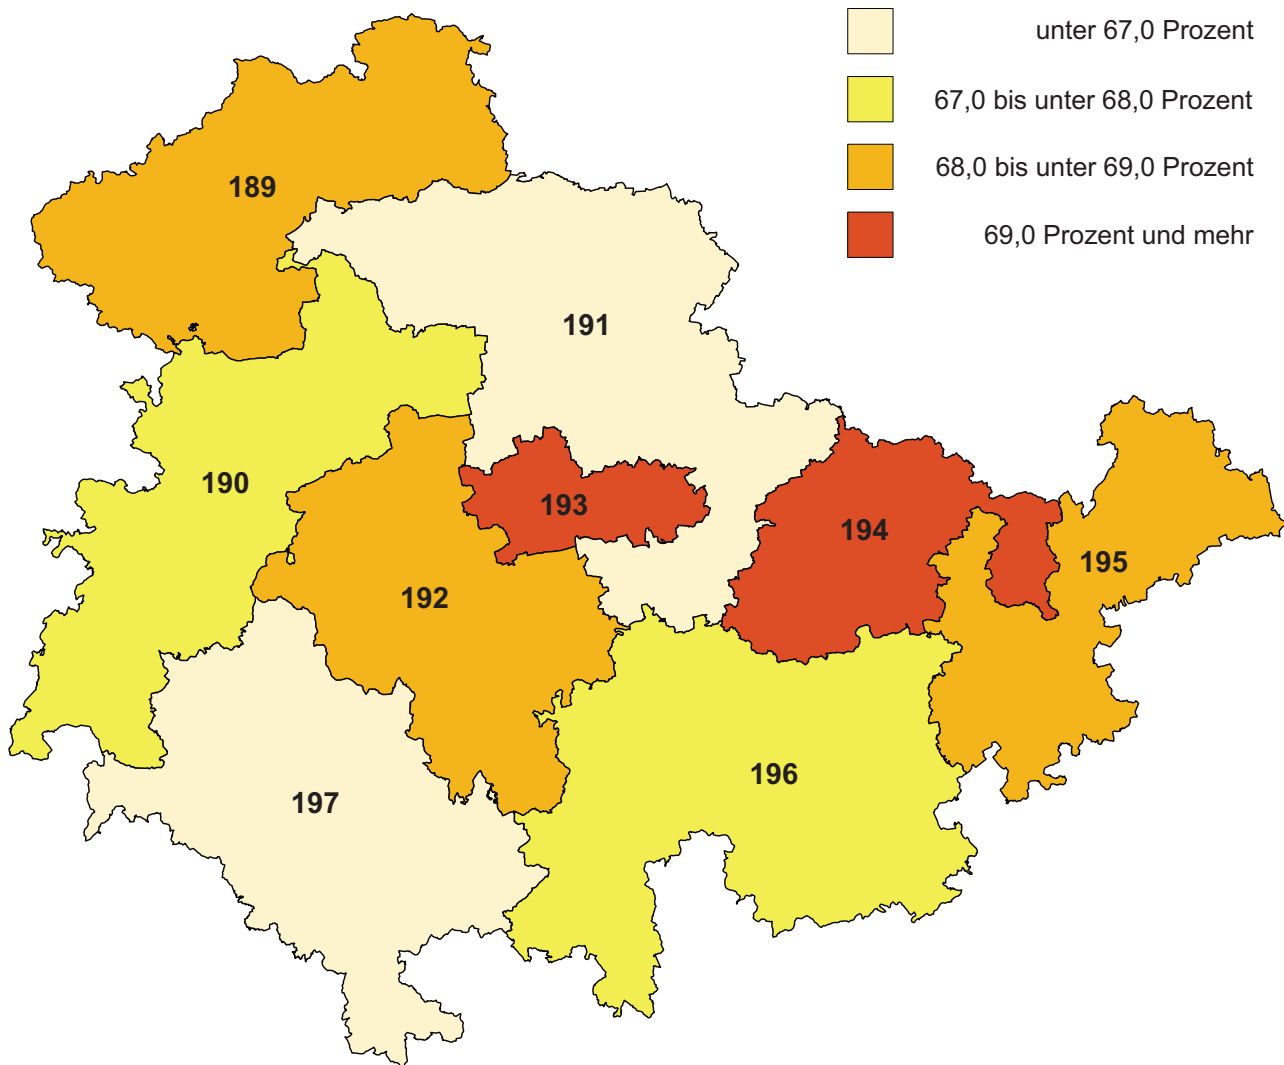 unter 67,0 Prozent
67,0 bis unter 68,0 Prozent
68,0 bis unter 69,0 Prozent
69,0 Prozent und mehr
189
191
190
193
194
195
192
196
197